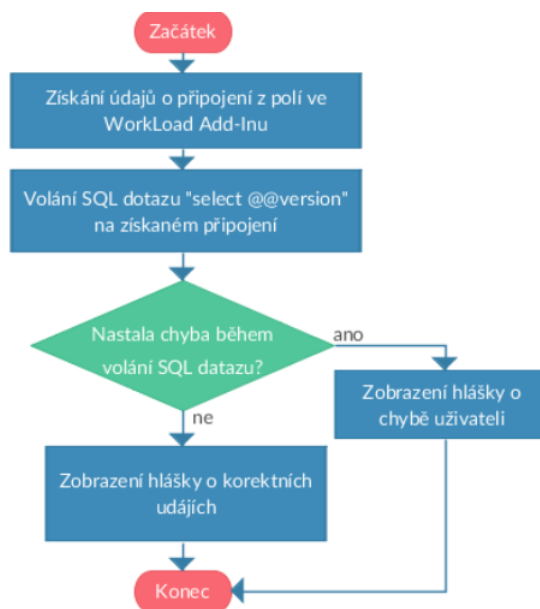 Začátek
Získání údajů o připojení z polí ve
WorkLoad Add-Inu
Volání SQL dotazu "select @@version"
na získaném připojení
Nastala chyba během
volání SQL datazu?
ano
Zobrazení hlášky o
chybě uživateli
ne
Zobrazení hlášky o korektních
udájích
Konec